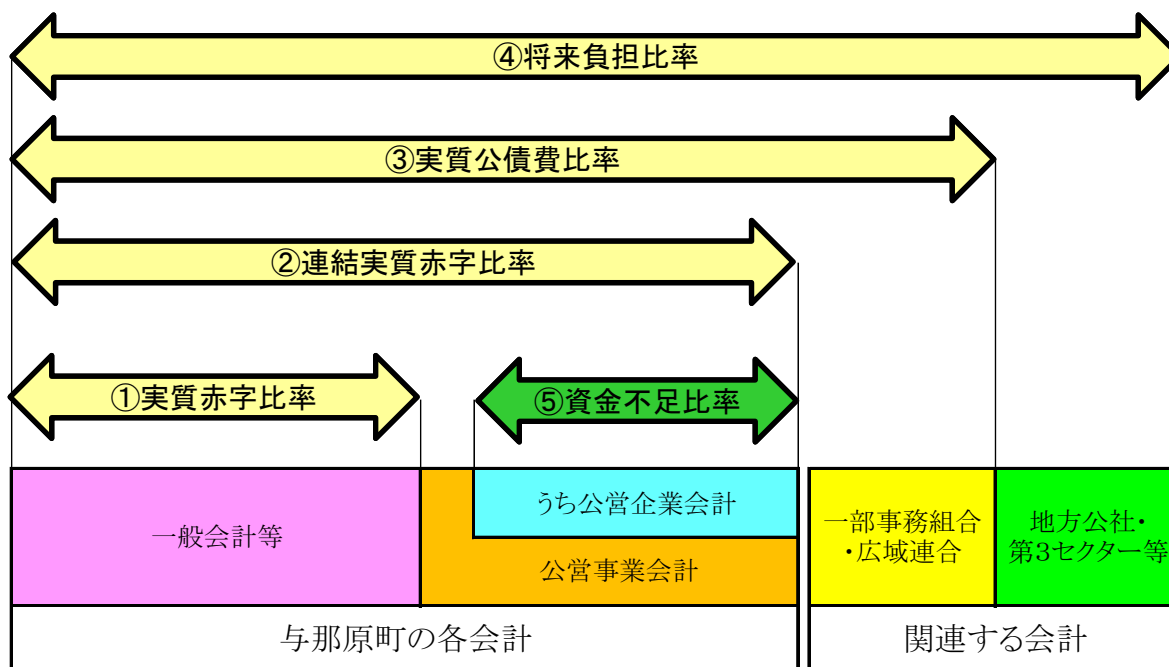 ④将来負担比率
③実質公債費比率
②連結実質赤字比率
①実質赤字比率
⑤資金不足比率
一般会計等
うち公営企業会計
公営事業会計
一部事務組合
・広域連合
地方公社・
第3セクター等
与那原町の各会計
関連する会計